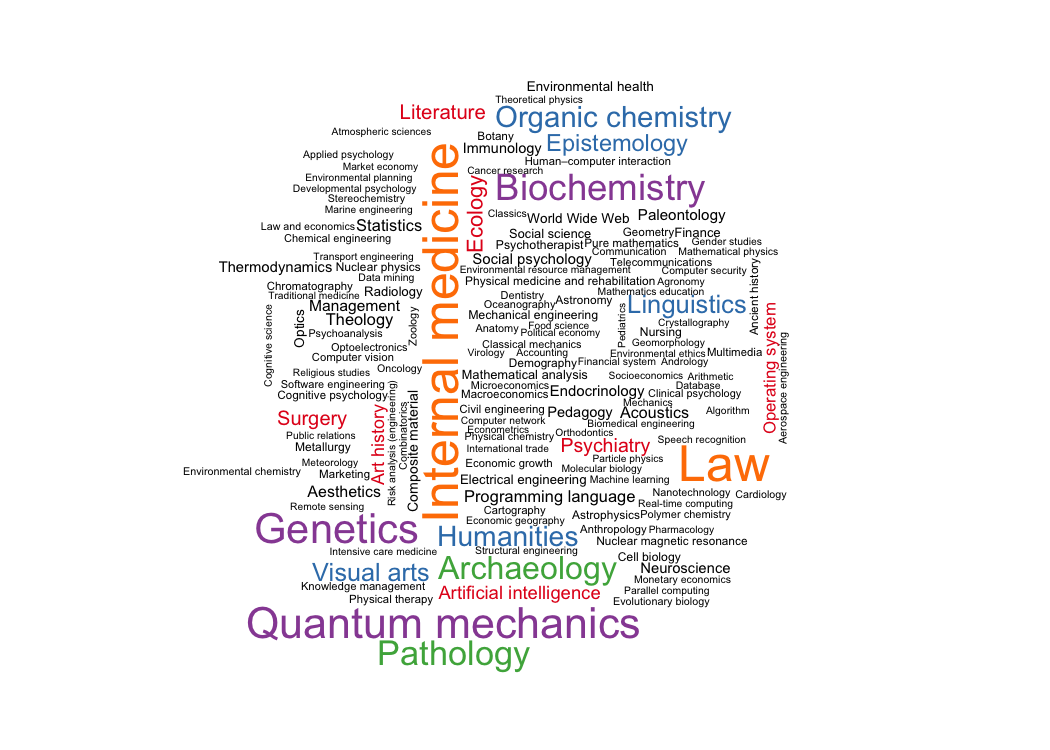 Environmental health
Theoretical physics
Literature
Organic chemistry
Atmospheric sciences
Botany
Immunology
Epistemology
Human–computer interaction
Applied psychology
Market economy
Environmental planning
Developmental psychology
Stereochemistry
Marine engineering
Cancer research
Biochemistry
Ecology
Internal medicine
Classics
World Wide Web
Paleontology
Law and economics
Statistics
Chemical engineering
Social science
Geometry
Finance
Psychotherapist
Pure mathematics
Gender studies
Communication
Mathematical physics
Transport engineering
Social psychology
Telecommunications
Thermodynamics
Nuclear physics
Environmental resource management
Computer security
Data mining
Physical medicine and rehabilitation
Agronomy
Chromatography
Traditional medicine
Radiology
Dentistry
Mathematics education
Ancient history
Oceanography
Astronomy
Linguistics
Management
Theology
Optics
Zoology
Cognitive science
Mechanical engineering
Pediatrics
Crystallography
Operating system
Aerospace engineering
Psychoanalysis
Anatomy
Food science
Political economy
Nursing
Geomorphology
Optoelectronics
Classical mechanics
Computer vision
Virology
Accounting
Environmental ethics
Multimedia
Oncology
Demography
Financial system
Andrology
Religious studies
Mathematical analysis
Socioeconomics
Arithmetic
Software engineering
Microeconomics
Database
Cognitive psychology
Macroeconomics
Endocrinology
Clinical psychology
Mechanics
Surgery
Art history
Risk analysis (engineering)
Combinatorics
Composite material
Civil engineering
Pedagogy
Acoustics
Algorithm
Computer network
Biomedical engineering
Econometrics
Orthodontics
Public relations
Physical chemistry
Speech recognition
Metallurgy
International trade
Psychiatry
Meteorology
Economic growth
Particle physics
Law
Environmental chemistry
Marketing
Molecular biology
Electrical engineering
Machine learning
Aesthetics
Programming language
Nanotechnology
Cardiology
Remote sensing
Cartography
Real-time computing
Economic geography
Astrophysics
Polymer chemistry
Genetics
Humanities
Anthropology
Pharmacology
Nuclear magnetic resonance
Intensive care medicine
Structural engineering
Cell biology
Visual arts
Archaeology
Neuroscience
Monetary economics
Knowledge management
Artificial intelligence
Parallel computing
Physical therapy
Evolutionary biology
Quantum mechanics
Pathology